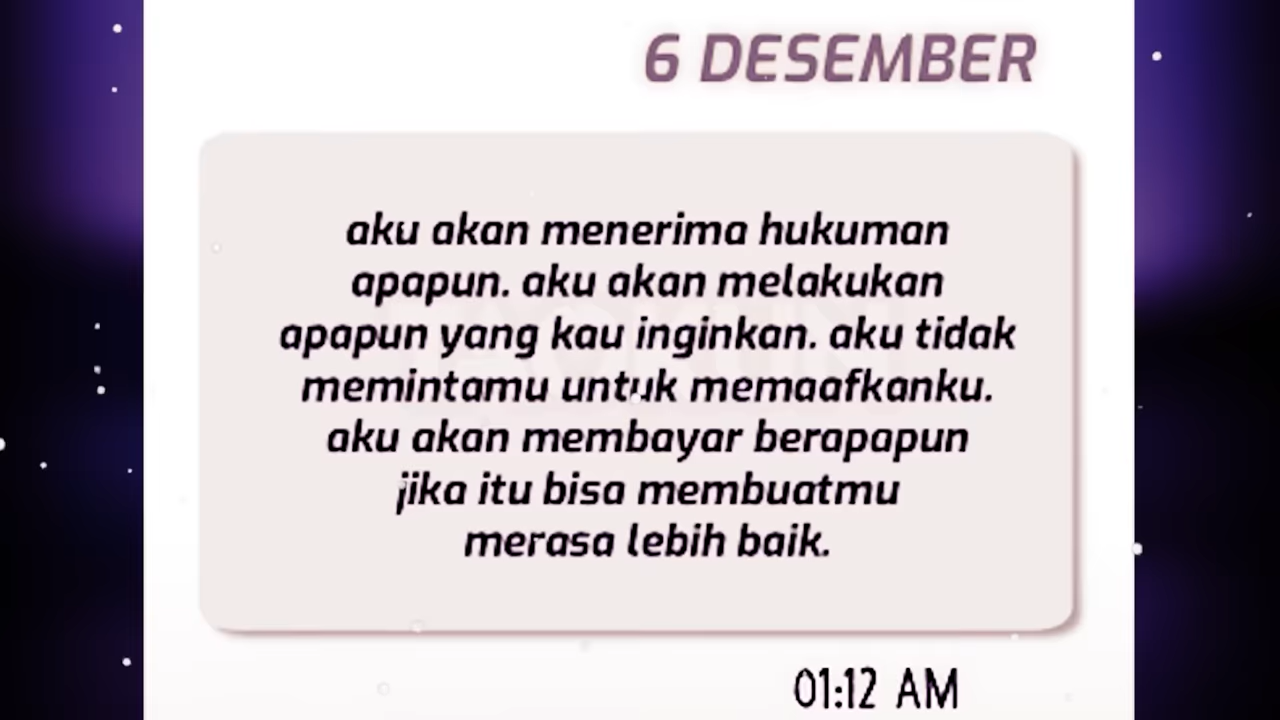 6 DESEMBER
aku akan menerima hukuman
apapun. aku akan melakukan
apapun yang kau inginkan. aku tidak
memintamu untuk memaafkanku.
aku akan membayar berapapun
jika itu bisa membuatmu
merasa lebih baik.
01:12 AM